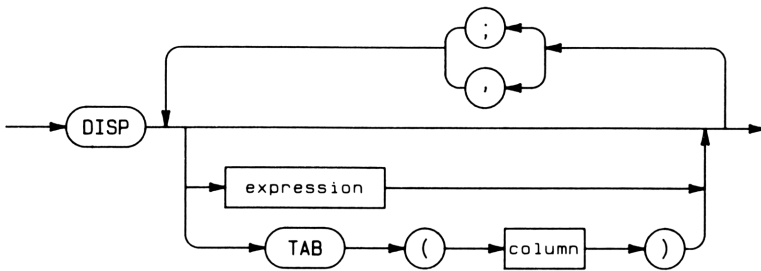 ;
,
DISP
expression
TAB ( column )